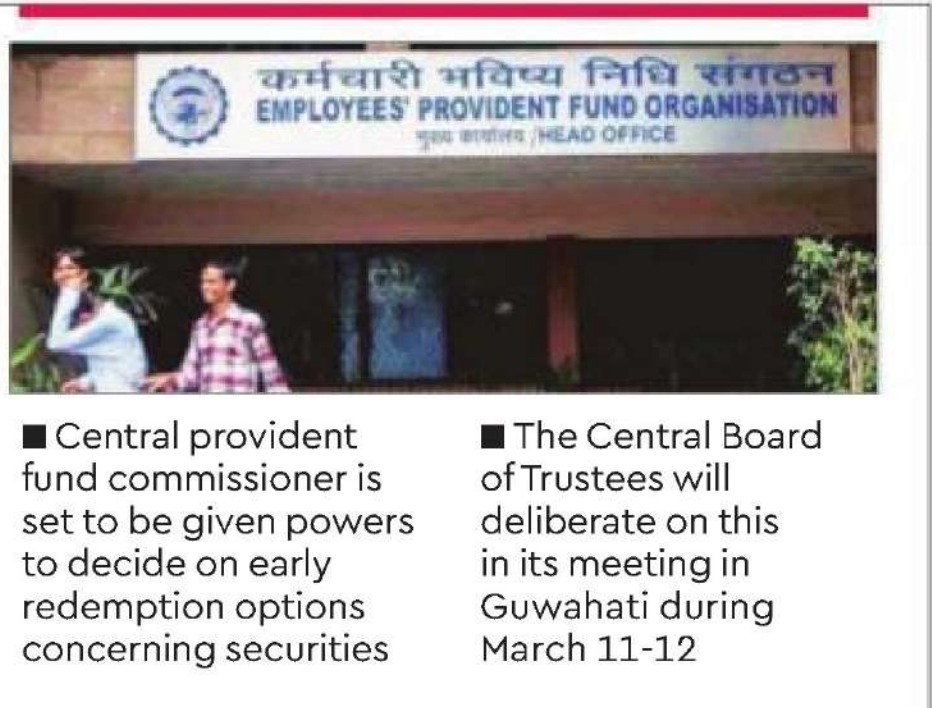 कर्मचारी भविष्य निधि संगठन
EMPLOYEES' PROVIDENT FUND ORGANISATION
मुख्य कार्यालय /HEAD OFFICE
■ Central provident
fund commissioner is
set to be given powers
to decide on early
redemption options
concerning securities
■ The Central Board
of Trustees will
deliberate on this
in its meeting in
Guwahati during
March 11-12